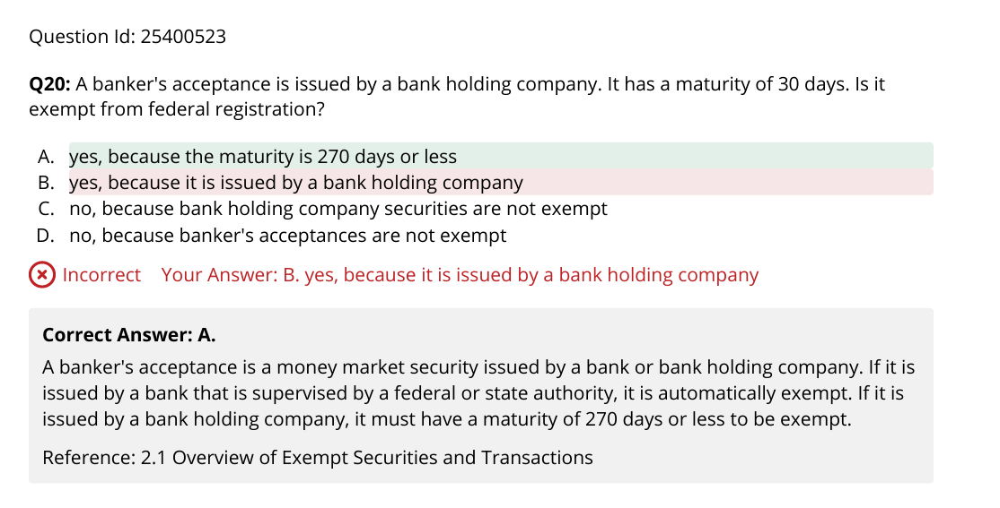 Question Id: 25400523
Q20: A banker's acceptance is issued by a bank holding company. It has a maturity of 30 days. Is it
exempt from federal registration?
A. yes, because the maturity is 270 days or less
B. yes, because it is issued by a bank holding company
C. no, because bank holding company securities are not exempt
D. no, because banker's acceptances are not exempt
Incorrect Your Answer: B. yes, because it is issued by a bank holding company
Correct Answer: A.
A banker's acceptance is a money market security issued by a bank or bank holding company. If it is
issued by a bank that is supervised by a federal or state authority, it is automatically exempt. If it is
issued by a bank holding company, it must have a maturity of 270 days or less to be exempt.
Reference: 2.1 Overview of Exempt Securities and Transactions